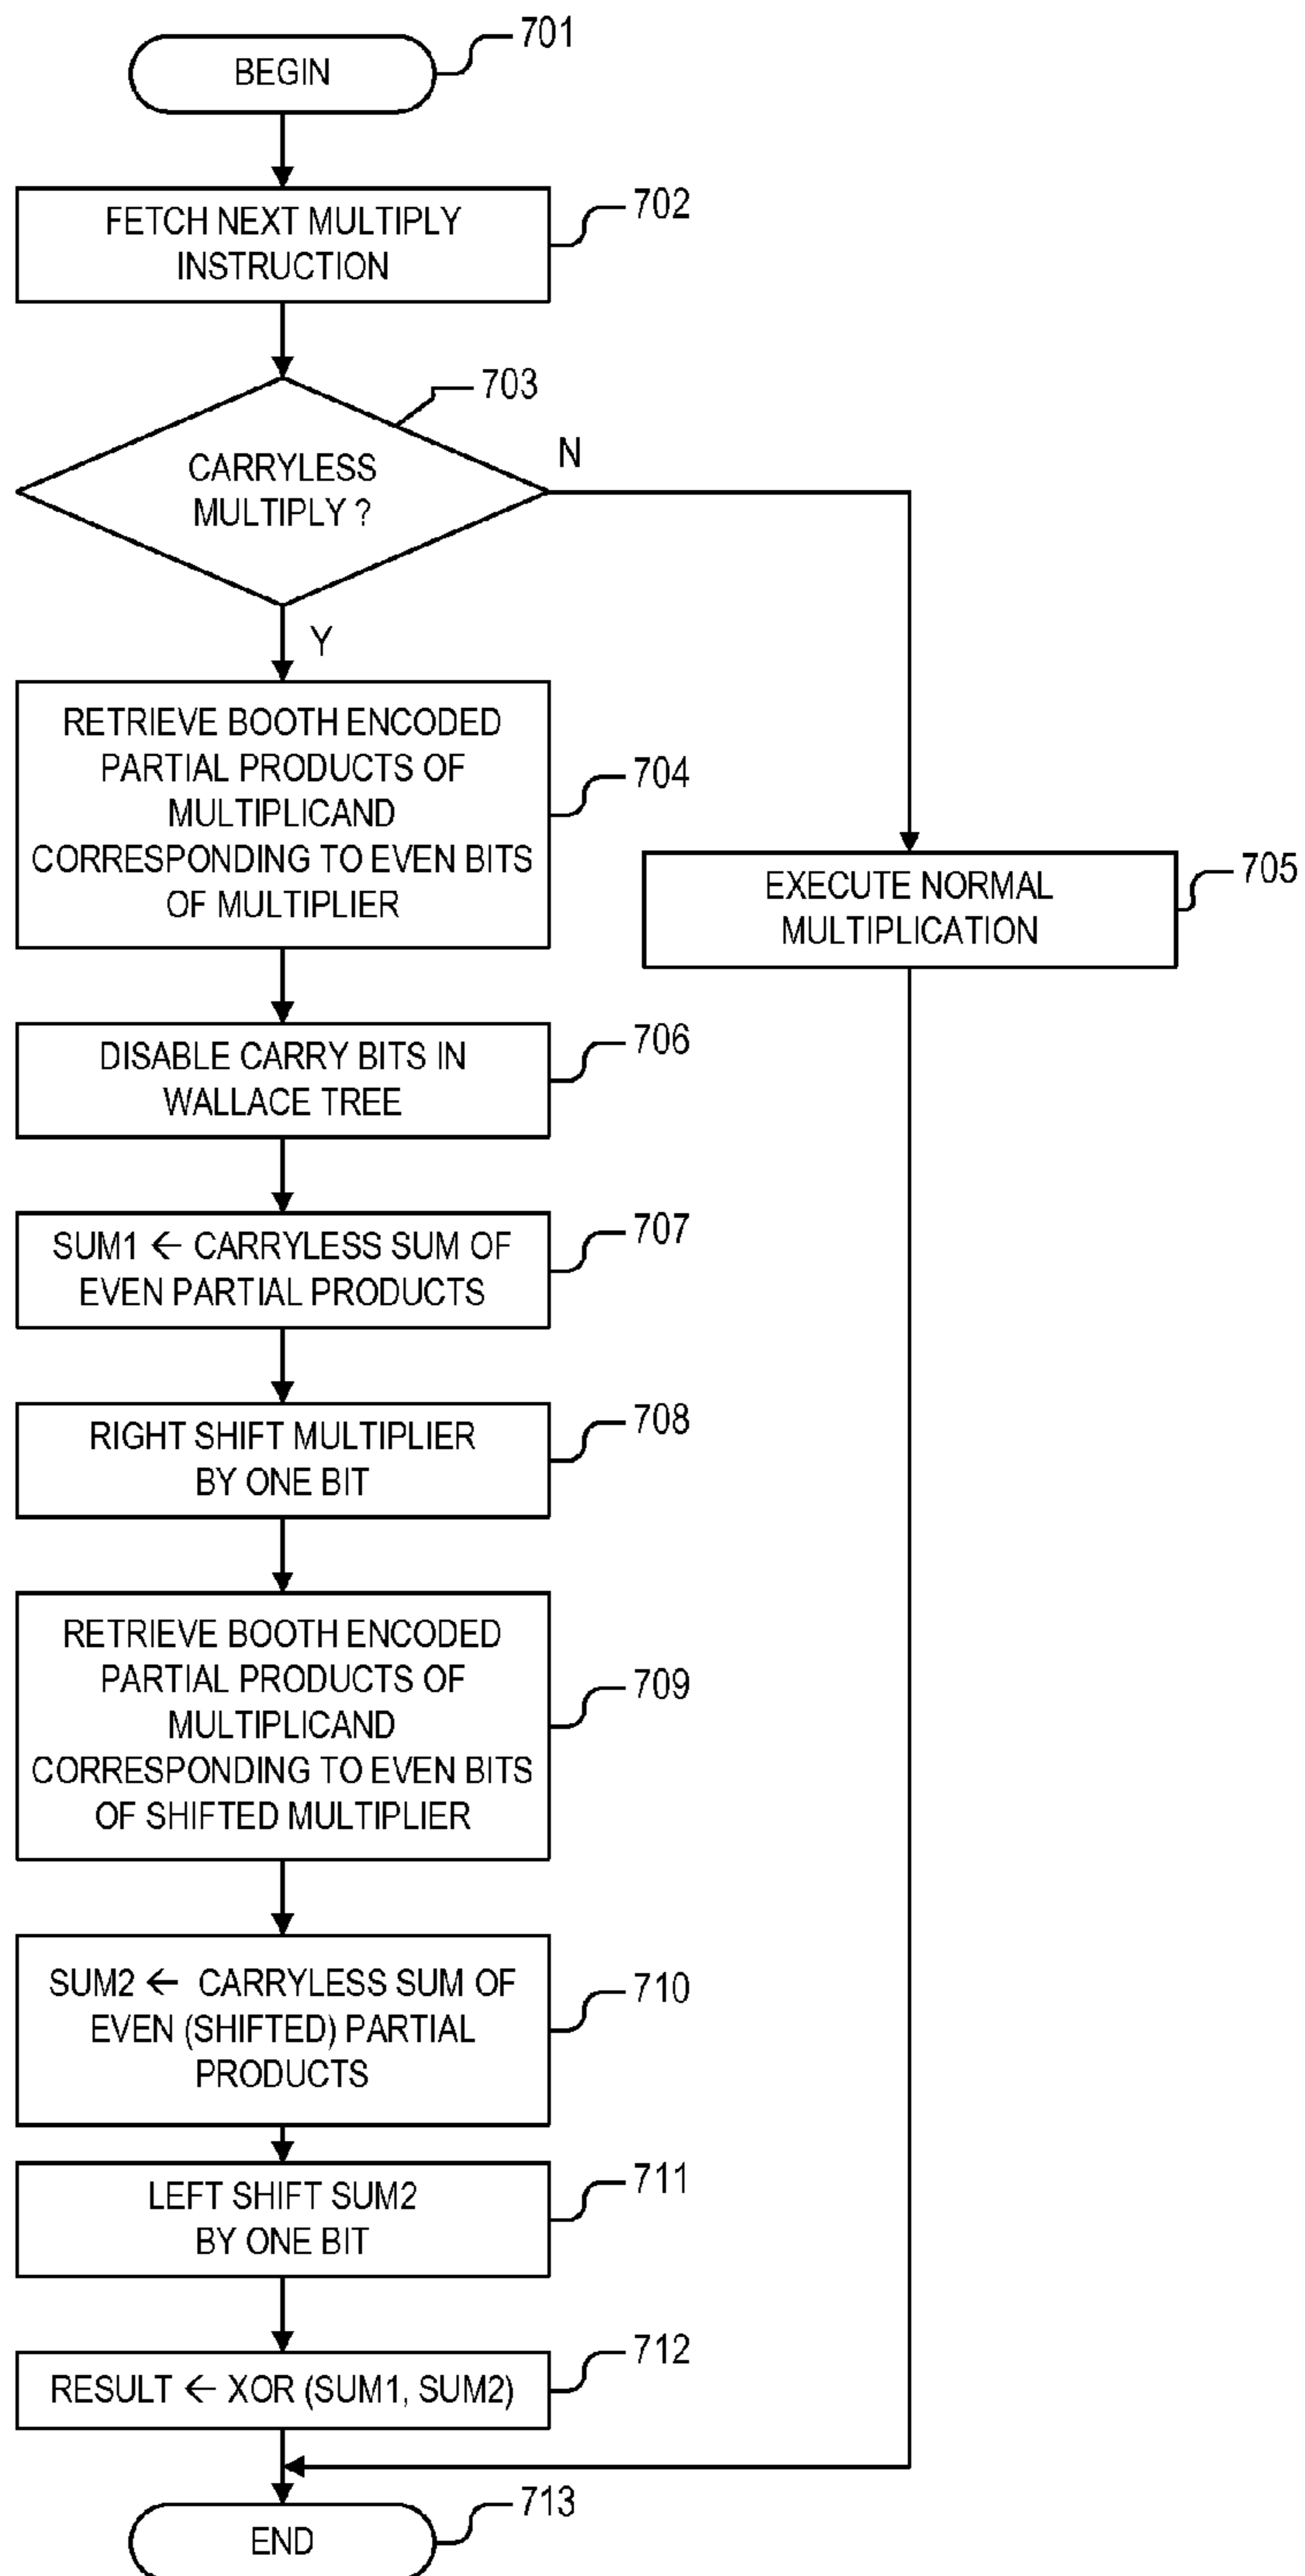 BEGIN
701
FETCH NEXT MULTIPLY
INSTRUCTION
702
703
CARRYLESS
MULTIPLY ?
N
Y
RETRIEVE BOOTH ENCODED
PARTIAL PRODUCTS OF
MULTIPLICAND
CORRESPONDING TO EVEN BITS
OF MULTIPLIER
704
EXECUTE NORMAL
MULTIPLICATION
705
DISABLE CARRY BITS IN
WALLACE TREE
706
SUM1 ← CARRYLESS SUM OF
EVEN PARTIAL PRODUCTS
707
RIGHT SHIFT MULTIPLIER
BY ONE BIT
708
RETRIEVE BOOTH ENCODED
PARTIAL PRODUCTS OF
MULTIPLICAND
CORRESPONDING TO EVEN BITS
OF SHIFTED MULTIPLIER
709
SUM2 ← CARRYLESS SUM OF
EVEN (SHIFTED) PARTIAL
PRODUCTS
710
LEFT SHIFT SUM2
BY ONE BIT
711
RESULT ← XOR (SUM1, SUM2)
712
END
713